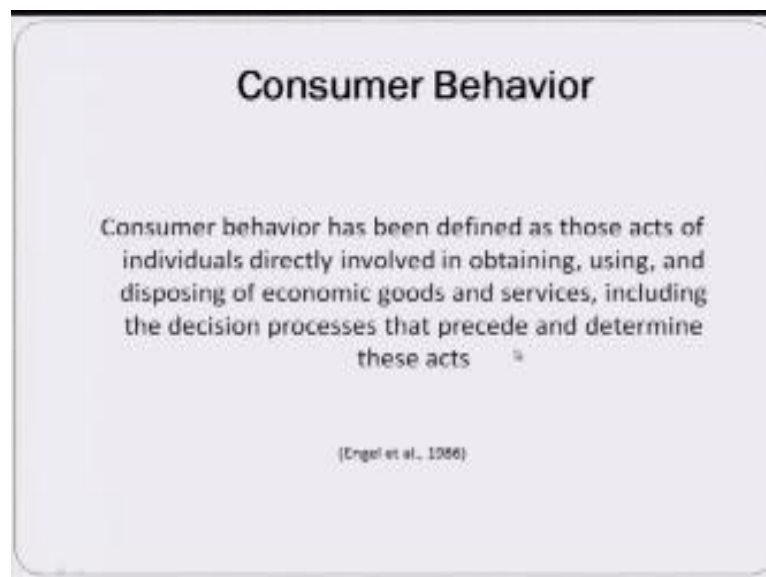 Consumer Behavior
Consumer behavior has been defined as those acts of
individuals directly involved in obtaining, using, and
disposing of economic goods and services, including
the decision processes that precede and determine
these acts
(Engel et al., 1986)